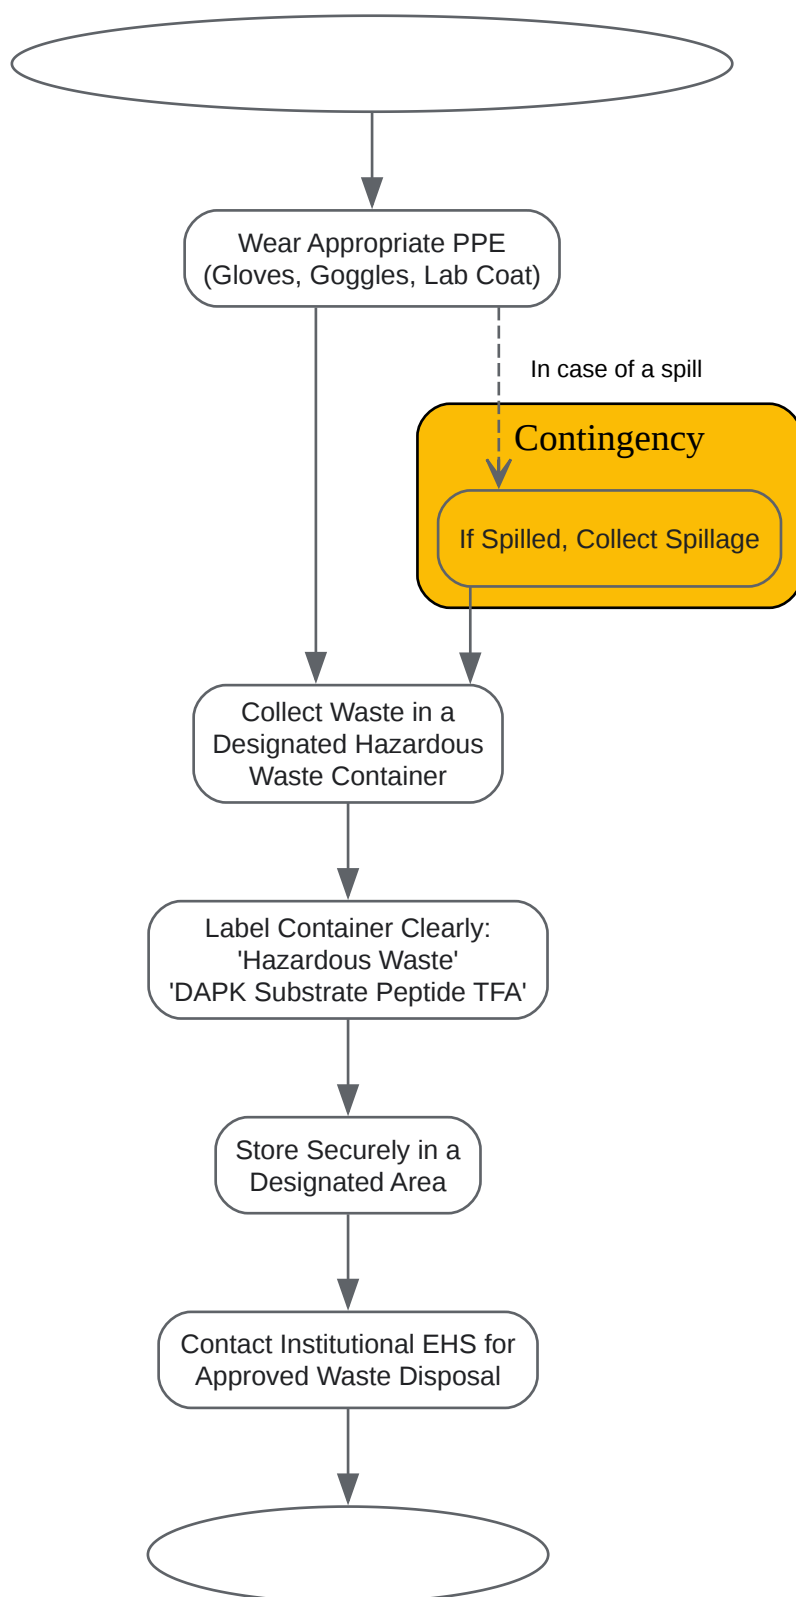 Wear Appropriate PPE
(Gloves, Goggles, Lab Coat)
In case of a spill
Contingency
If Spilled, Collect Spillage
Collect Waste in a
Designated Hazardous
Waste Container
Label Container Clearly:
'Hazardous Waste'
'DAPK Substrate Peptide TFA'
Store Securely in a
Designated Area
Contact Institutional EHS for
Approved Waste Disposal